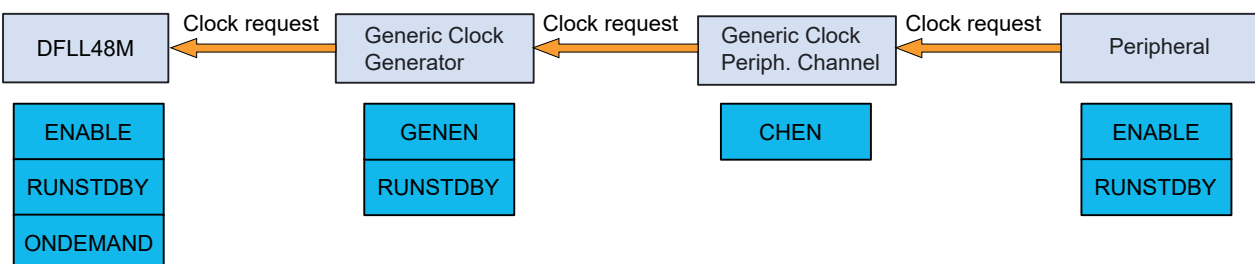 Clock request
Clock request
Clock request
DFLL48M
Generic Clock
Generator
Generic Clock
Periph. Channel
Peripheral
ENABLE
RUNSTDBY
ONDEMAND
GENEN
RUNSTDBY
CHEN
ENABLE
RUNSTDBY